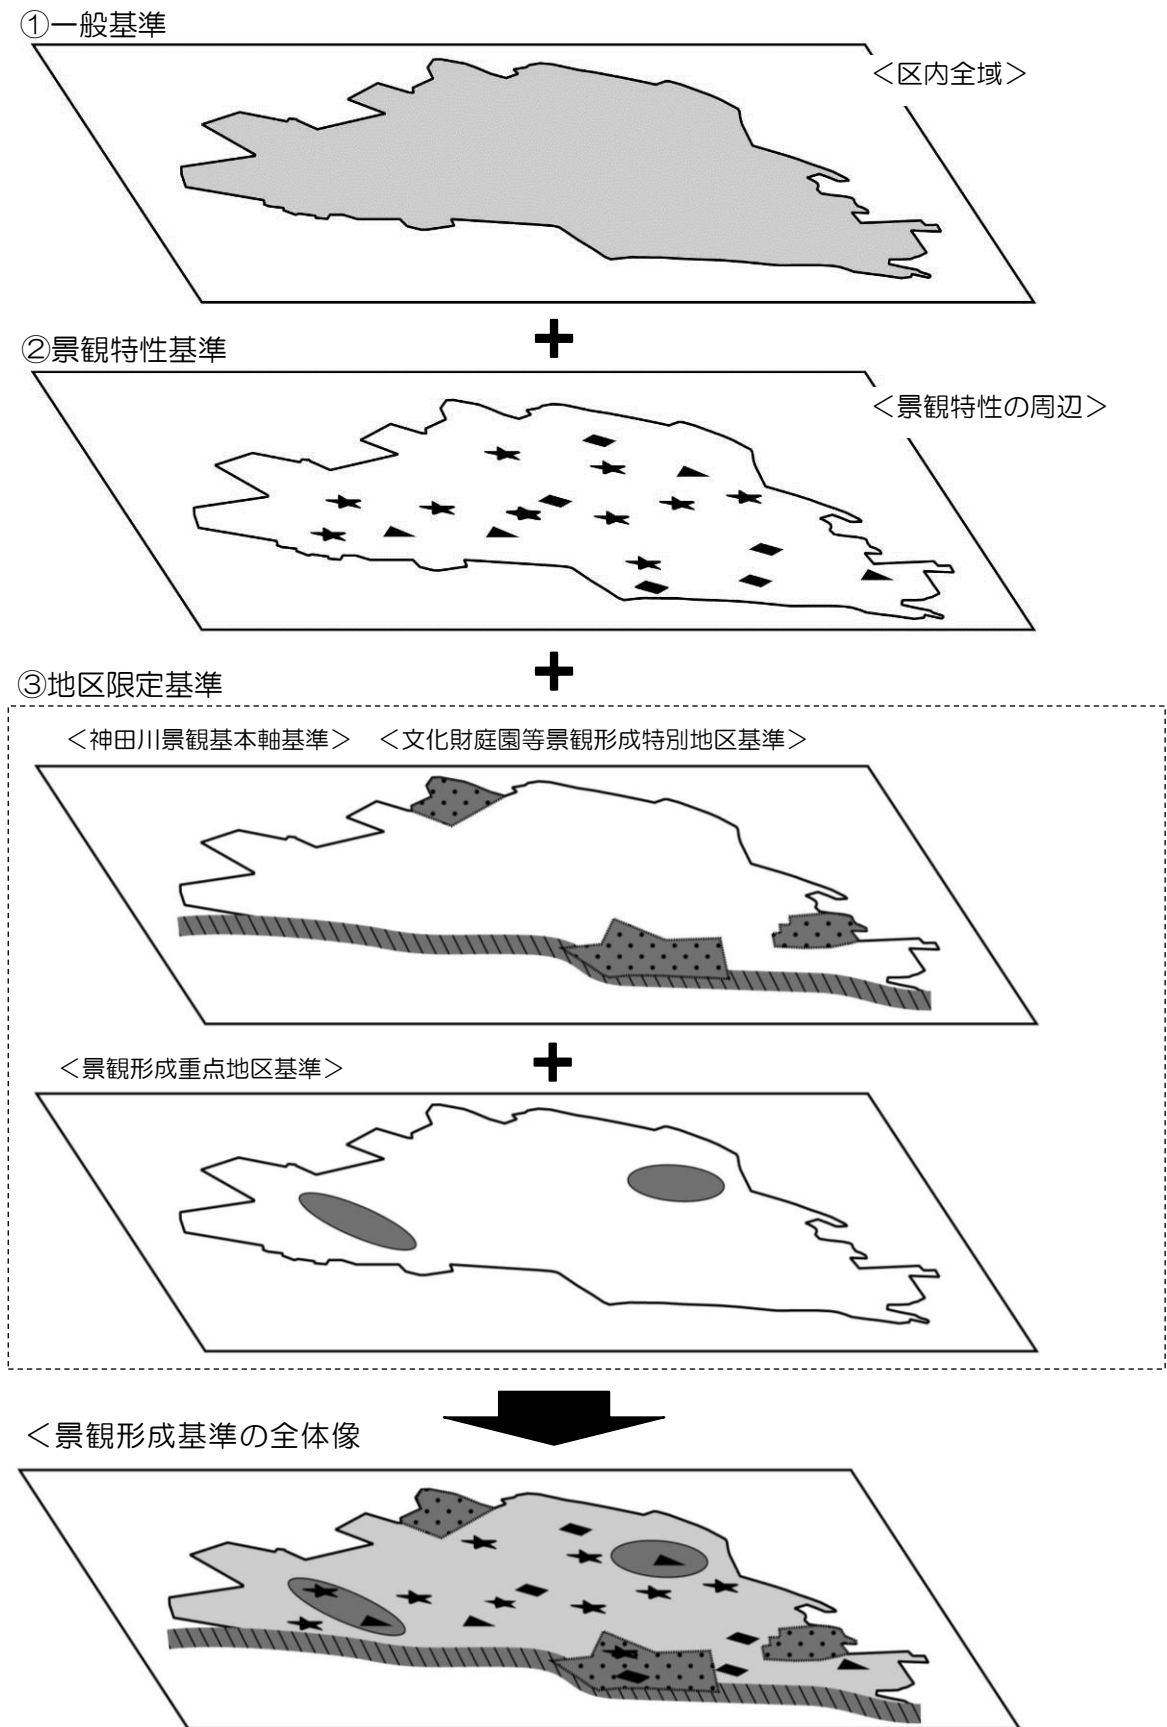 ①一般基準
＜区内全域＞
②景観特性基準
＜景観特性の周辺＞
③地区限定基準
＜神田川景観基本軸基準＞ ＜文化財庭園等景観形成特別地区基準＞
＜景観形成重点地区基準＞
＜景観形成基準の全体像